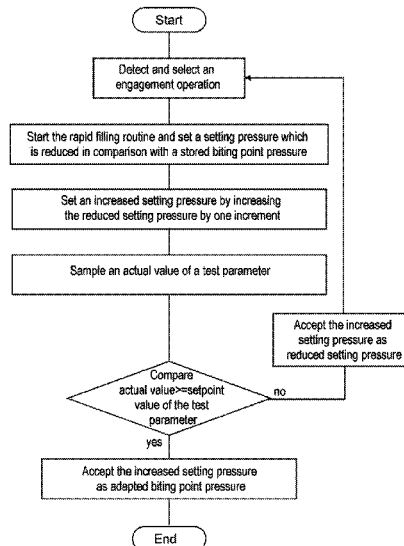 Start
Detect and select an
engagement operation
Start the rapid filling routine and set a setting pressure which
is reduced in comparison with a stored biting point pressure
Set an increased setting pressure by increasing
the reduced setting pressure by one increment
Sample an actual value of a test parameter
Accept the increased
setting pressure as
reduced setting pressure
Compare
actual value>=setpoint
value of the test
parameter
no
yes
Accept the increased setting pressure
as adapted biting point pressure
End